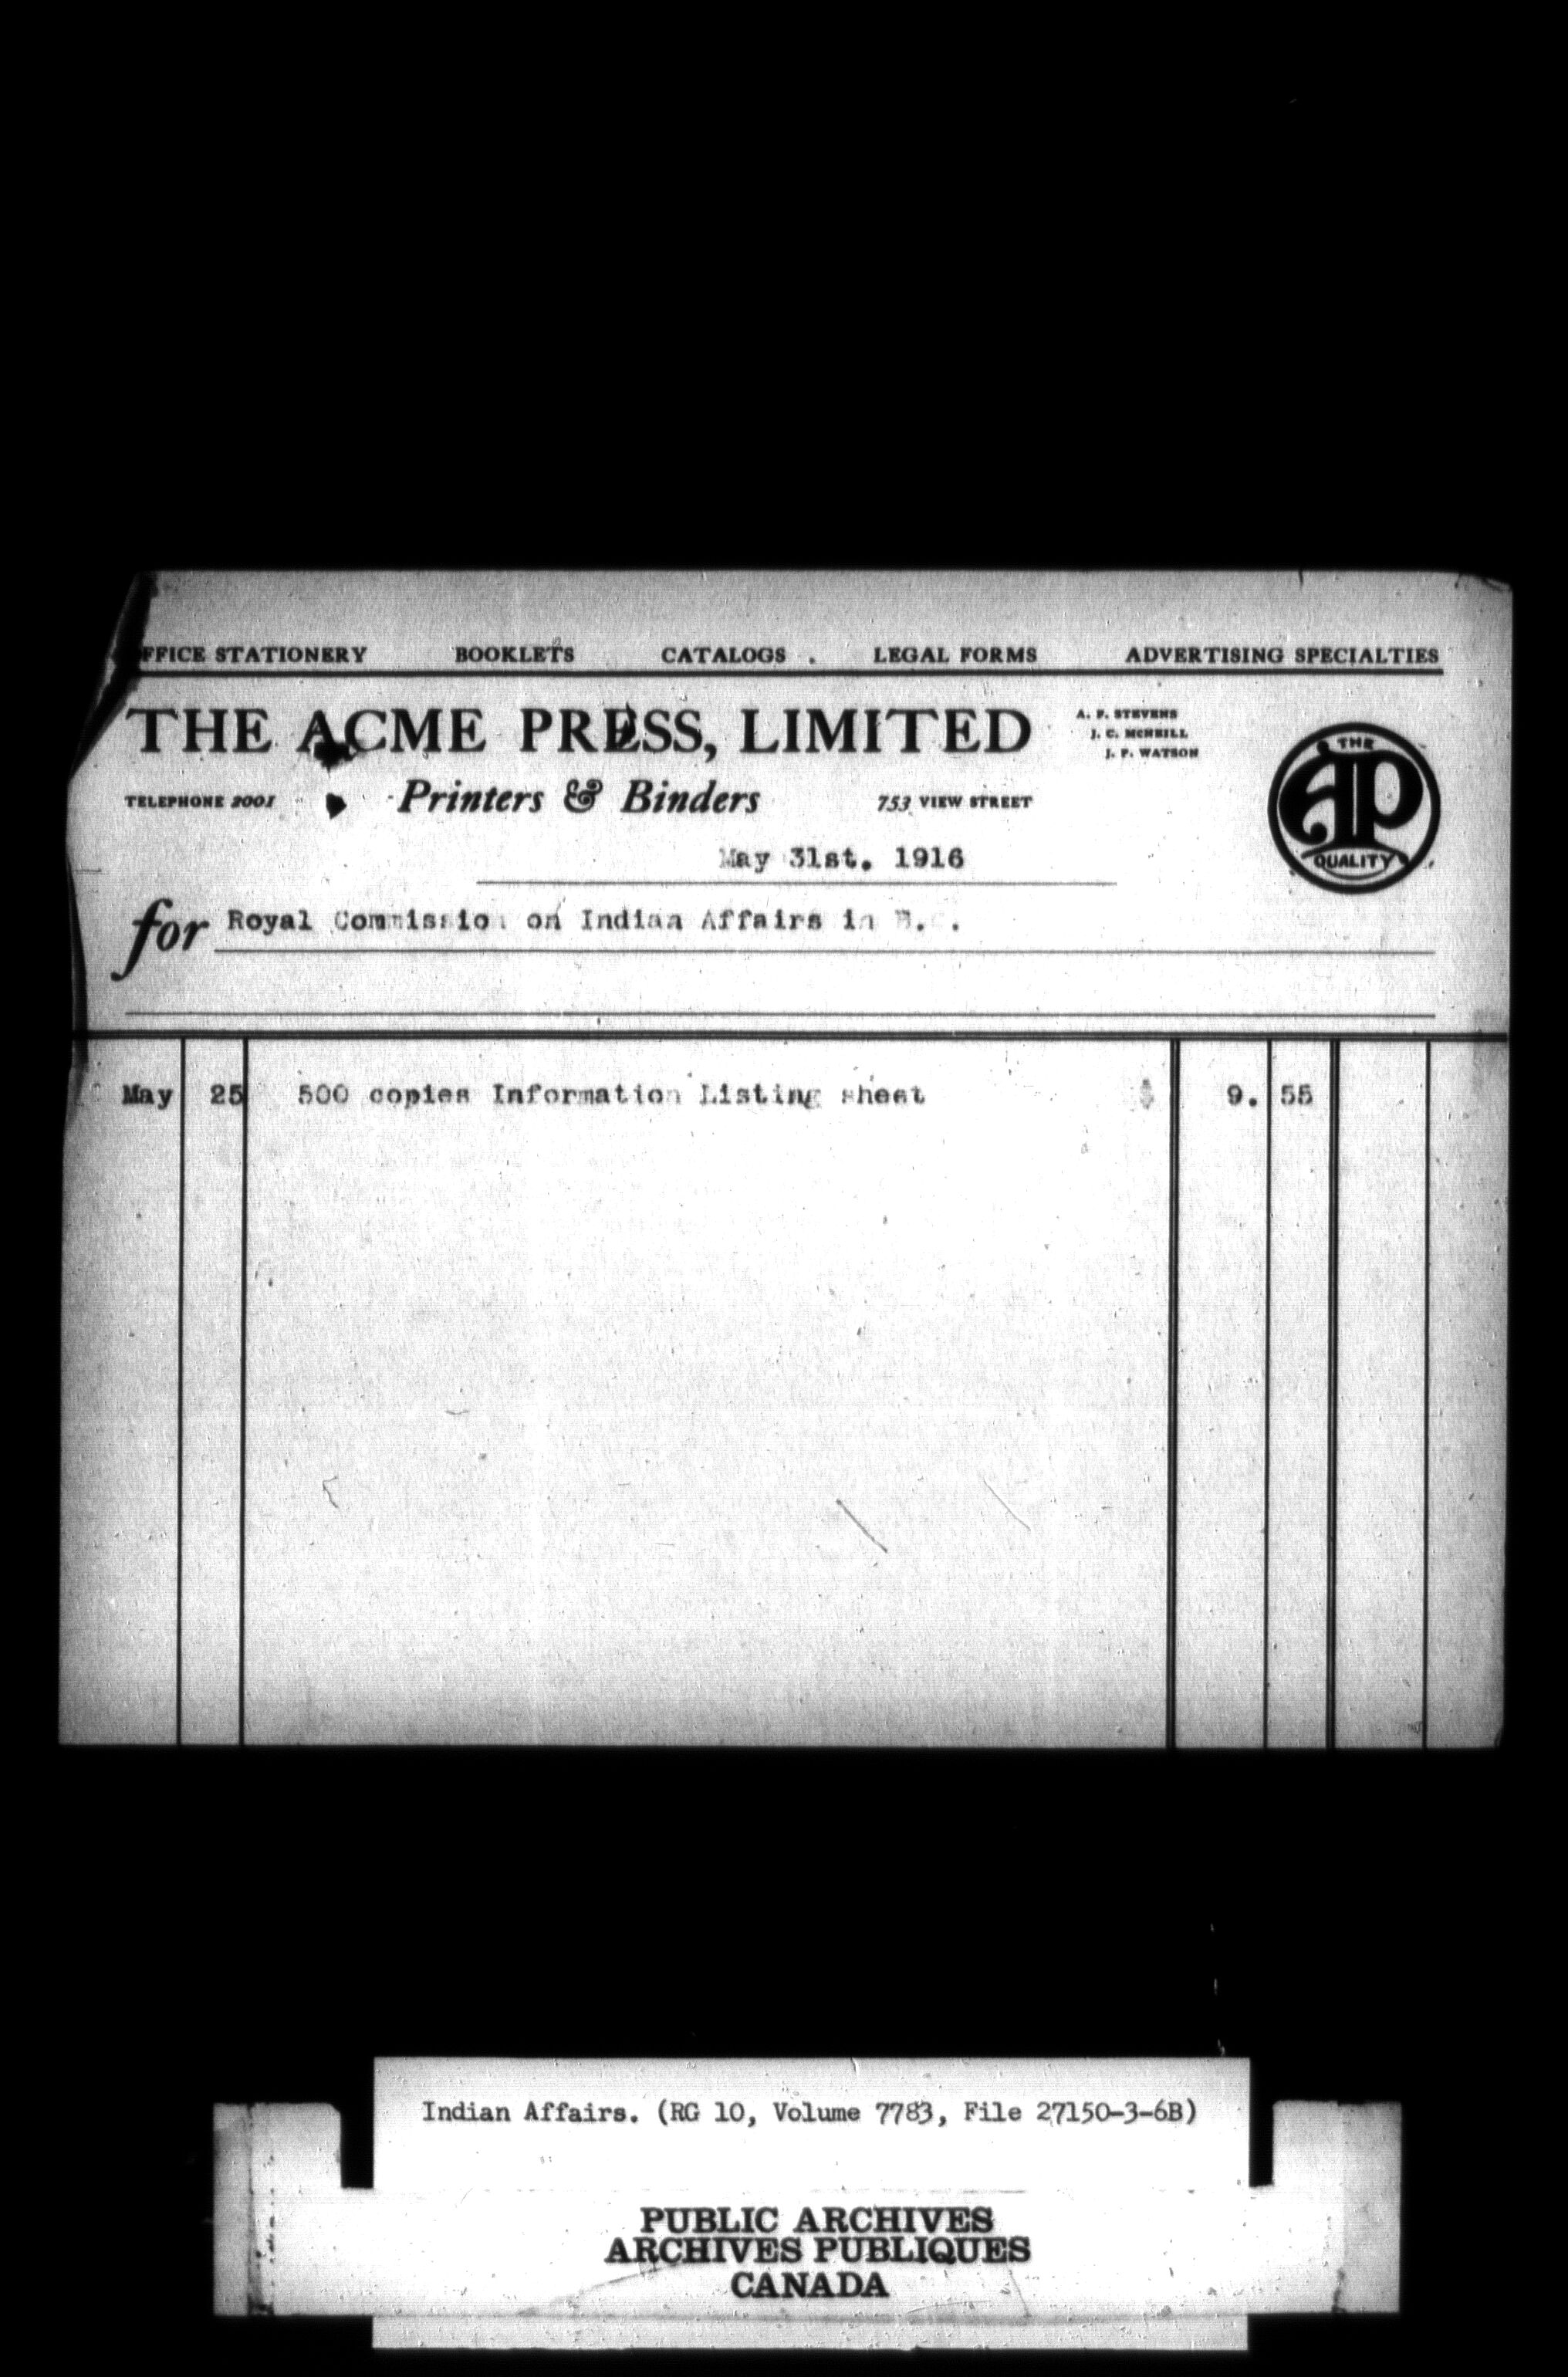 OFFICE STATIONERY BOOKLETS CATALOGS . LEGAL FORMS ADVERTISING SPECIALTIES
THE ACME PRESS, LIMITED
A. F. STEVENS
J. C. MCNEILL
J. P. WATSON
TELEPHONE 2001 Printers & Binders 753 VIEW STREET
THE
AP
QUALITY
May 31st. 1916
for Royal Commission on Indian Affairs in B. .
May 25 500 copies Information Listing sheet $ 9. 55
Indian Affairs. (RG 10, Volume 7783, File 27150-3-6B)
PUBLIC ARCHIVES
ARCHIVES PUBLIQUES
CANADA